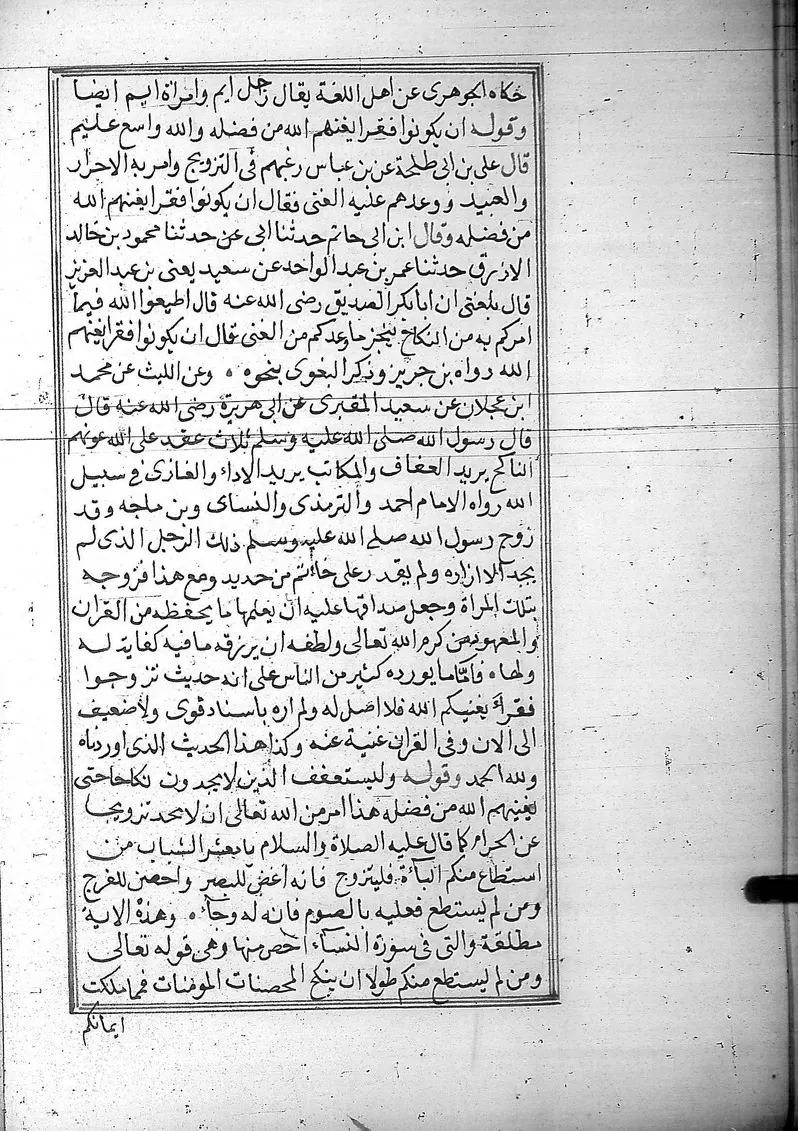 حكاه الجوهرى عن اهل اللغة يقال رجل ايم وامراة ايم ايضا
وقوله ان يكونوا فقرا يغنهم الله من فضله والله واسع عليم
قال على بن ابى طلحة عن بن عباس رغبهم فى التزويج وامر به الاحرار
والعبيد ووعدهم عليه الغنى فقال ان يكونوا فقرا يغنهم الله
من فضله وقال ابن ابى حاتم حدثنا ابى عن حدثنا محمود بن خالد
الازرق حدثنا عمر بن عبد الواحد عن سعيد يعنى بن عبد العزيز
قال بلغنى ان ابا بكر الصديق رضى الله عنه قال اطيعوا الله فيما
امركم به من النكاح ينجز ما وعدكم من الغنى قال ان يكونوا فقرا يغنهم
الله رواه بن جرير وذكر البغوى بنحوه ه وعن الليث عن محمد
ابن عجلان عن سعيد المقبرى عن ابى هريرة رضى الله عنه قال
قال رسول الله صلى الله عليه وسلم ثلاث عقد على الله عونهم
الناكح يريد العفاف والمكاتب يريد الاداء والغازى فى سبيل
الله رواه الامام احمد والترمذى والنساى وبن ماجه وقد
زوج رسول الله صلى الله عليه وسلم ذلك الرجل الذى لم
يجد الا ازاره ولم يقدر على خاتم من حديد ومع هذا فزوجه
بتلك المراة وجعل صداقها عليه ان يعلمها ما يحفظه من القران
والمعهود من كرم الله تعالى ولطفه ان يرزقه ما فيه كفاية له
ولها ه فاما ما يورده كثير من الناس على انه حديث تزوجوا
فقراء يغنيكم الله فلا اصل له ولم اره باسناد قوى ولا ضعيف
الى الان وفى القران غنية عنه وكذا هذا الحديث الذى اوردناه
ولله الحمد وقوله وليستعفف الذين لا يجدون نكاحا حتى
يغنيهم الله من فضله هذا امر من الله تعالى ان لا يجد تزويجا
عن الحرام كما قال عليه الصلاة والسلام يا معشر الشباب من
استطاع منكم الباءة فليتزوج فانه اغض للبصر واحصن للفرج
ومن لم يستطع فعليه بالصوم فانه له وجاء ه وهذه الاية
مطلقة والتى فى سورة النساء اخص منها وهى قوله تعالى
ومن لم يستطع منكم طولا ان ينكح المحصنات المومنات فمما ملكت
ايمانكم